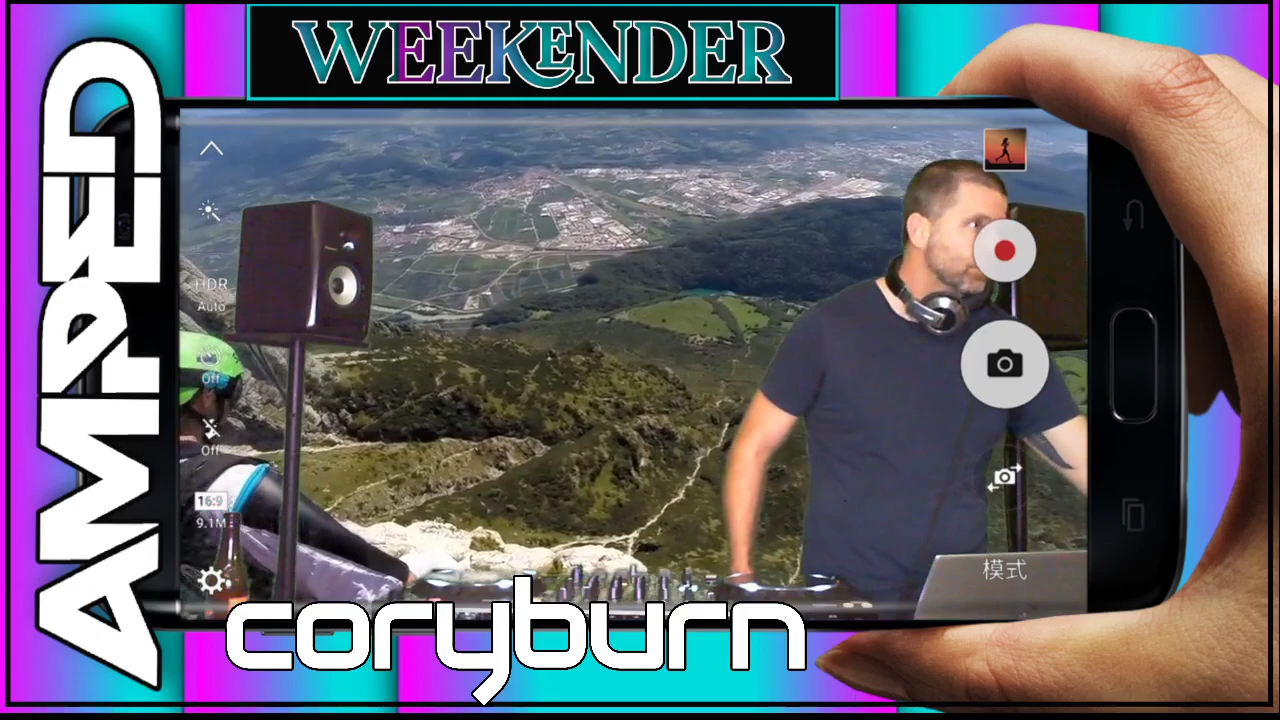 WEEKENDER
AMPED
HDR
Auto
Off
Off
16:9
9.1M
模式
coryburn